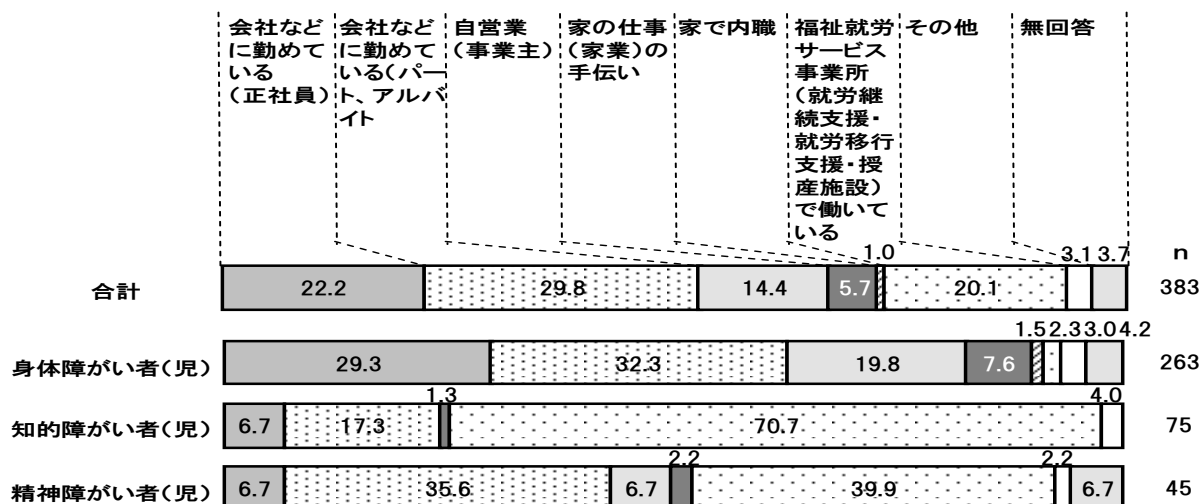 会社など
に勤めて
いる
（正社員）
会社など
に勤めて
いる（パー
ト、アルバ
イト
自営業
（事業主）
家の仕事
（家業）の
手伝い
家で内職
福祉就労
サービス
事業所
（就労継
続支援・
就労移行
支援・授
産施設）
で働いて
いる
その他
無回答
n
1.0 3.1 3.7
合計 22.2 29.8 14.4 5.7 20.1 383
1.5 2.3 3.0 4.2
身体障がい者（児） 29.3 32.3 19.8 7.6 263
1.3 4.0
知的障がい者（児） 6.7 17.3 70.7 75
2.2 2.2
精神障がい者（児） 6.7 35.6 6.7 39.9 6.7 45